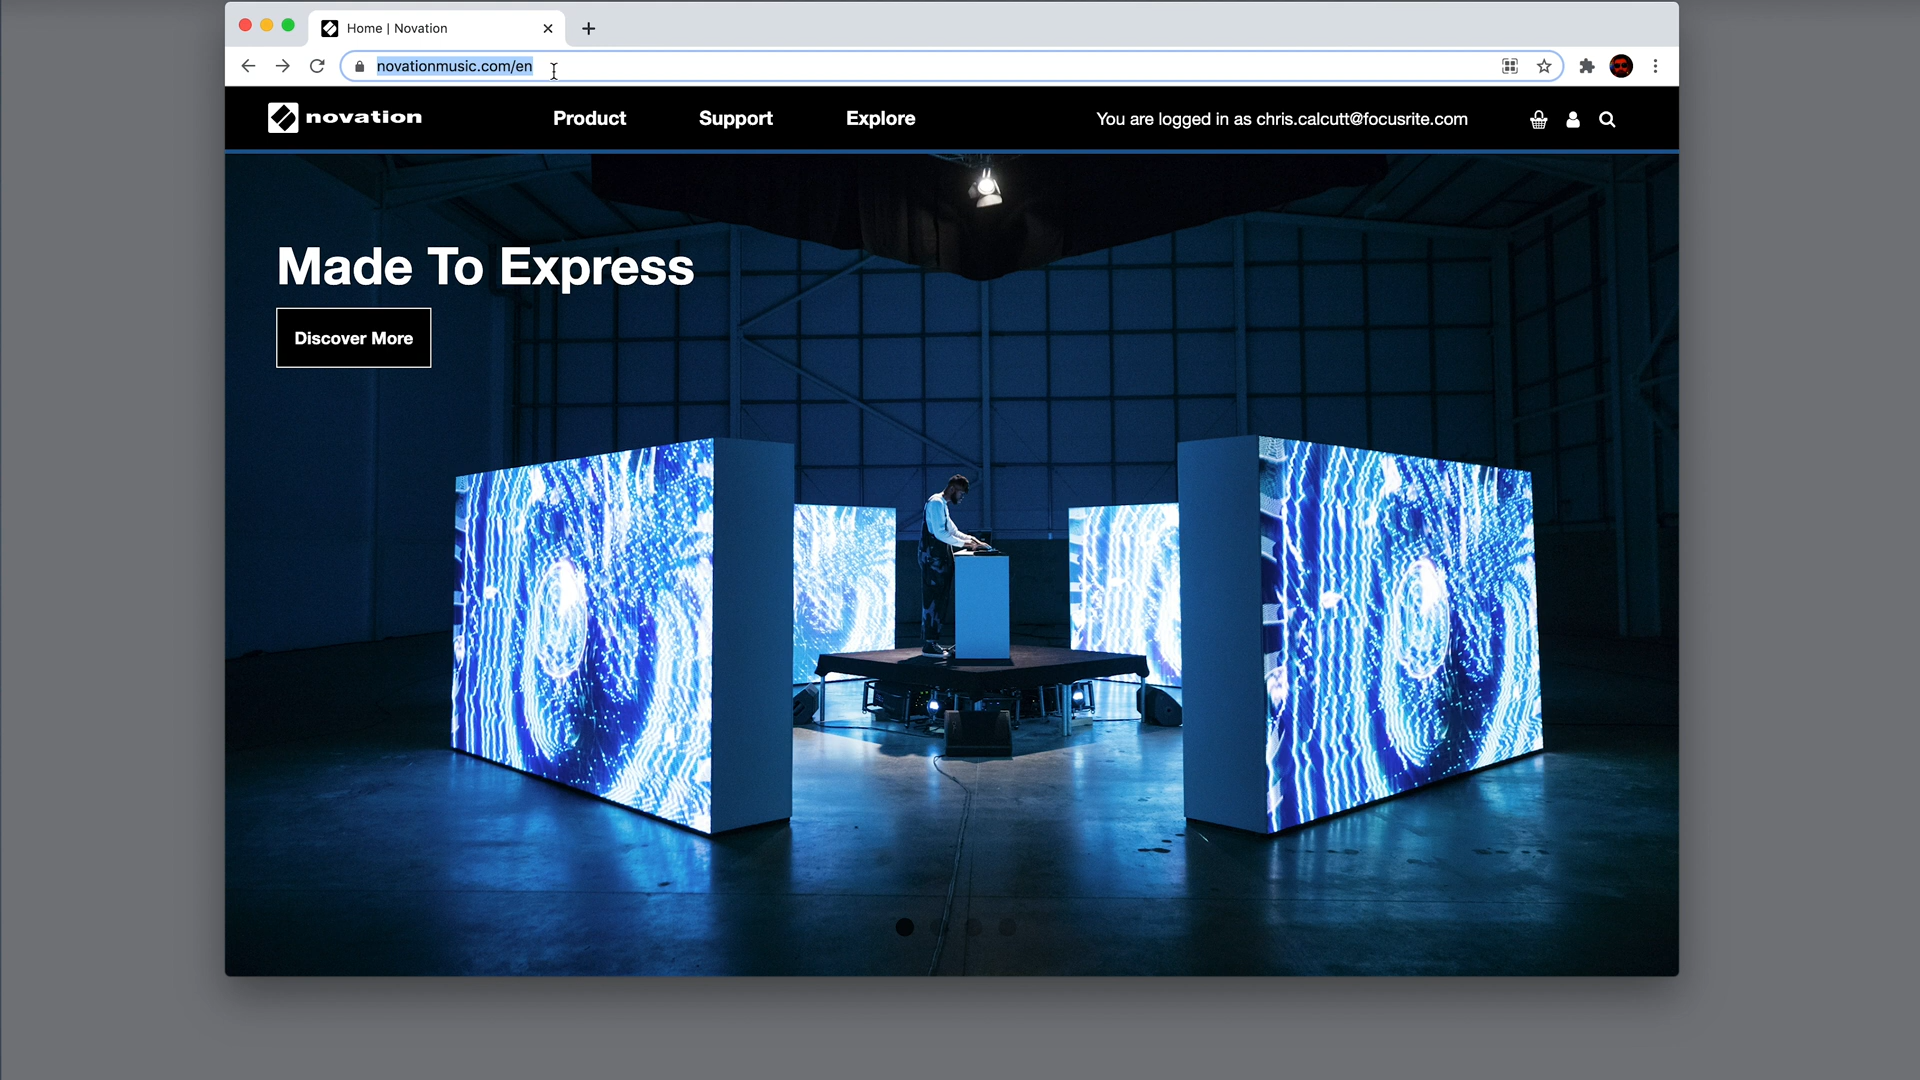 Home | Novation
novationmusic.com/en
novation
Product
Support
Explore
You are logged in as chris.calcutt@focusrite.com
Made To Express
Discover More